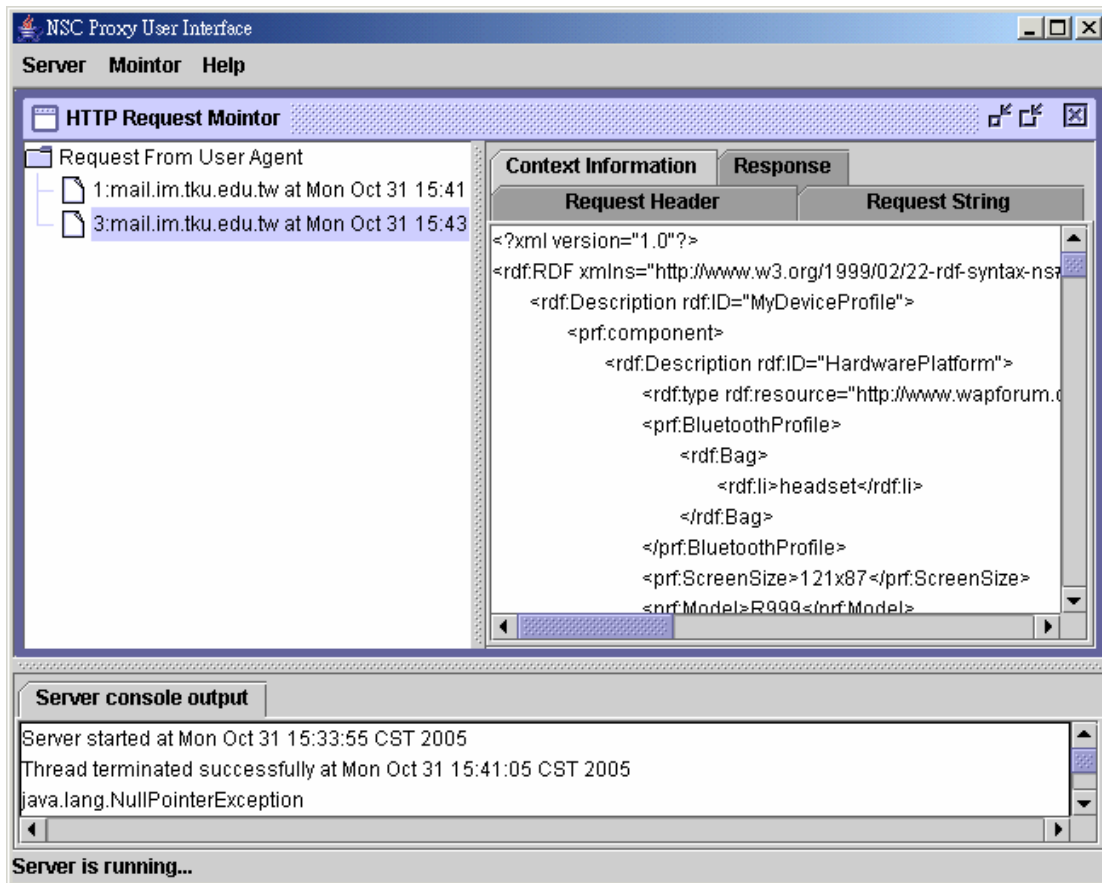 NSC Proxy User Interface
Server Mointor Help
HTTP Request Mointor
Request From User Agent
1:mail.im.tku.edu.tw at Mon Oct 31 15:41
3:mail.im.tku.edu.tw at Mon Oct 31 15:43
Context Information Response
Request Header Request String
<?xml version="1.0"?>
<rdf:RDF xmlns="http://www.w3.org/1999/02/22-rdf-syntax-ns#
<rdf:Description rdf:ID="MyDeviceProfile">
<prf:component>
<rdf:Description rdf:ID="HardwarePlatform">
<rdf:type rdf:resource="http://www.wapforum.o
<prf:BluetoothProfile>
<rdf:Bag>
<rdf:li>headset</rdf:li>
</rdf:Bag>
</prf:BluetoothProfile>
<prf:ScreenSize>121x87</prf:ScreenSize>
<prf:Model>R999</prf:Model>
Server console output
Server started at Mon Oct 31 15:33:55 CST 2005
Thread terminated successfully at Mon Oct 31 15:41:05 CST 2005
java.lang.NullPointerException
Server is running...